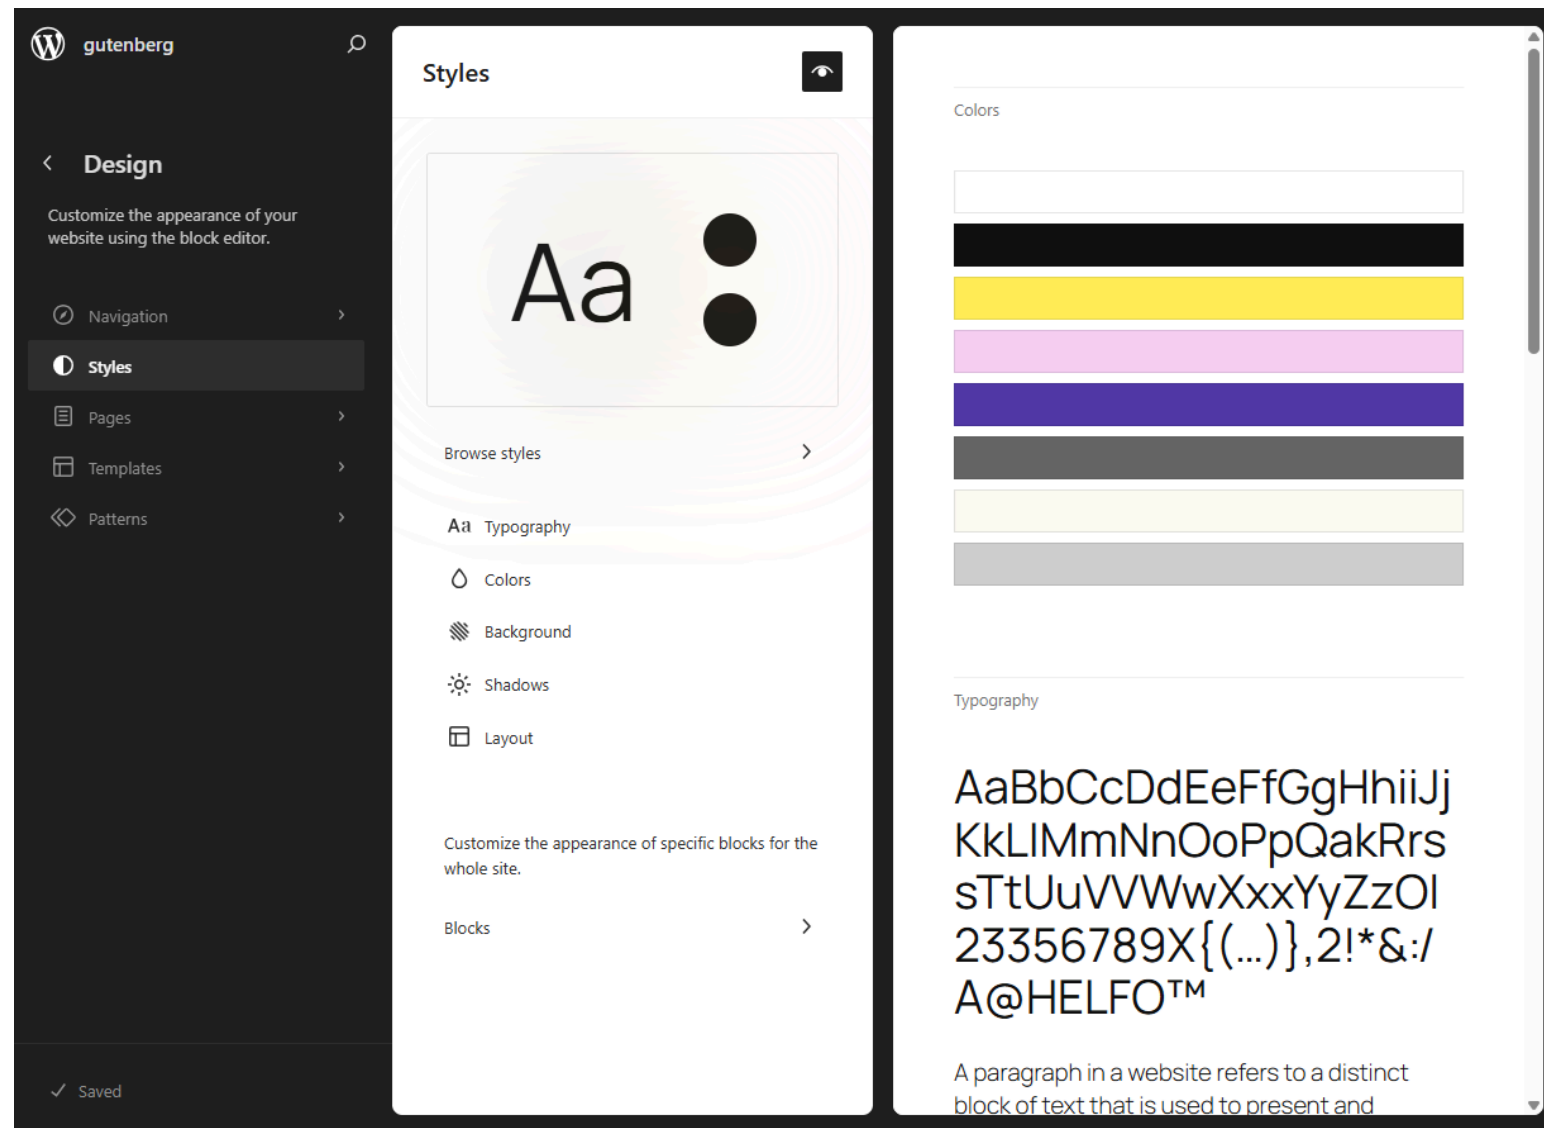 gutenberg
Design
Customize the appearance of your
website using the block editor.
Navigation
Styles
Pages
Templates
Patterns
Saved
Styles
Aa
Browse styles
Aa Typography
Colors
Background
Shadows
Layout
Customize the appearance of specific blocks for the
whole site.
Blocks
Colors
Typography
AaBbCcDdEeFfGgHhiiJj
KkLlMmNnOoPpQakRrs
sTtUuVVWwXxxYyZzOl
23356789X{(...)},2!*&:/
A@HELFO™
A paragraph in a website refers to a distinct
block of text that is used to present and